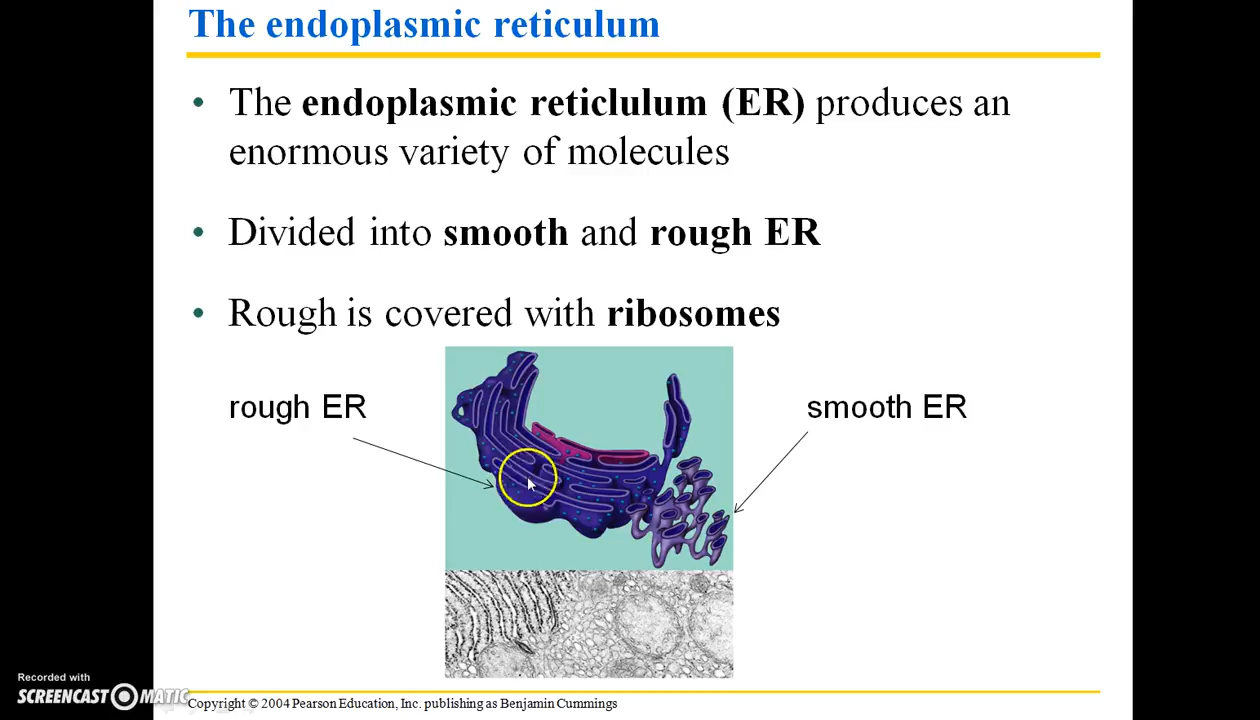 The endoplasmic reticulum
• The endoplasmic reticlulum (ER) produces an
enormous variety of molecules
• Divided into smooth and rough ER
• Rough is covered with ribosomes
rough ER
smooth ER
Recorded with
SCREENCAST MATIC
Copyright © 2004 Pearson Education, Inc. publishing as Benjamin Cummings